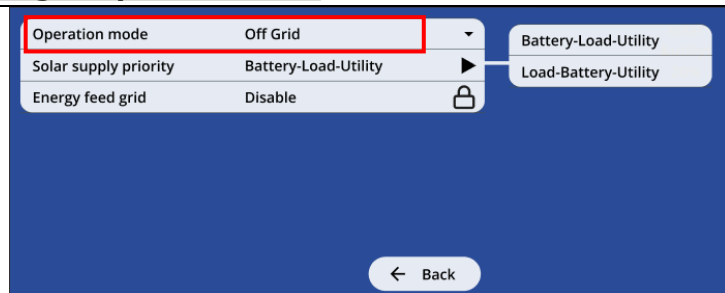 Operation mode Off Grid
Battery-Load-Utility
Solar supply priority Battery-Load-Utility
Load-Battery-Utility
Energy feed grid Disable
← Back